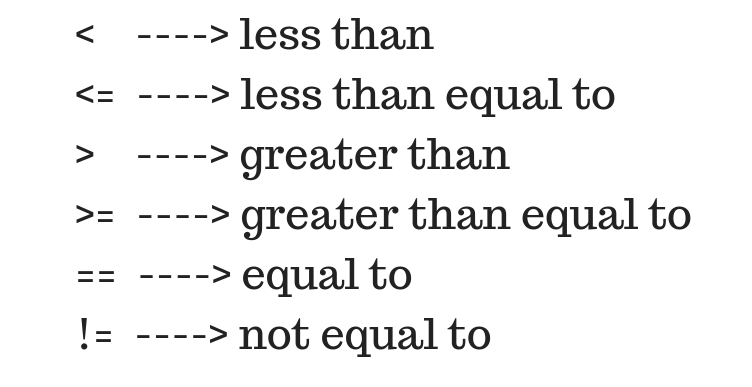 < ----> less than
<= ----> less than equal to
> ----> greater than
>= ----> greater than equal to
== ----> equal to
!= ----> not equal to